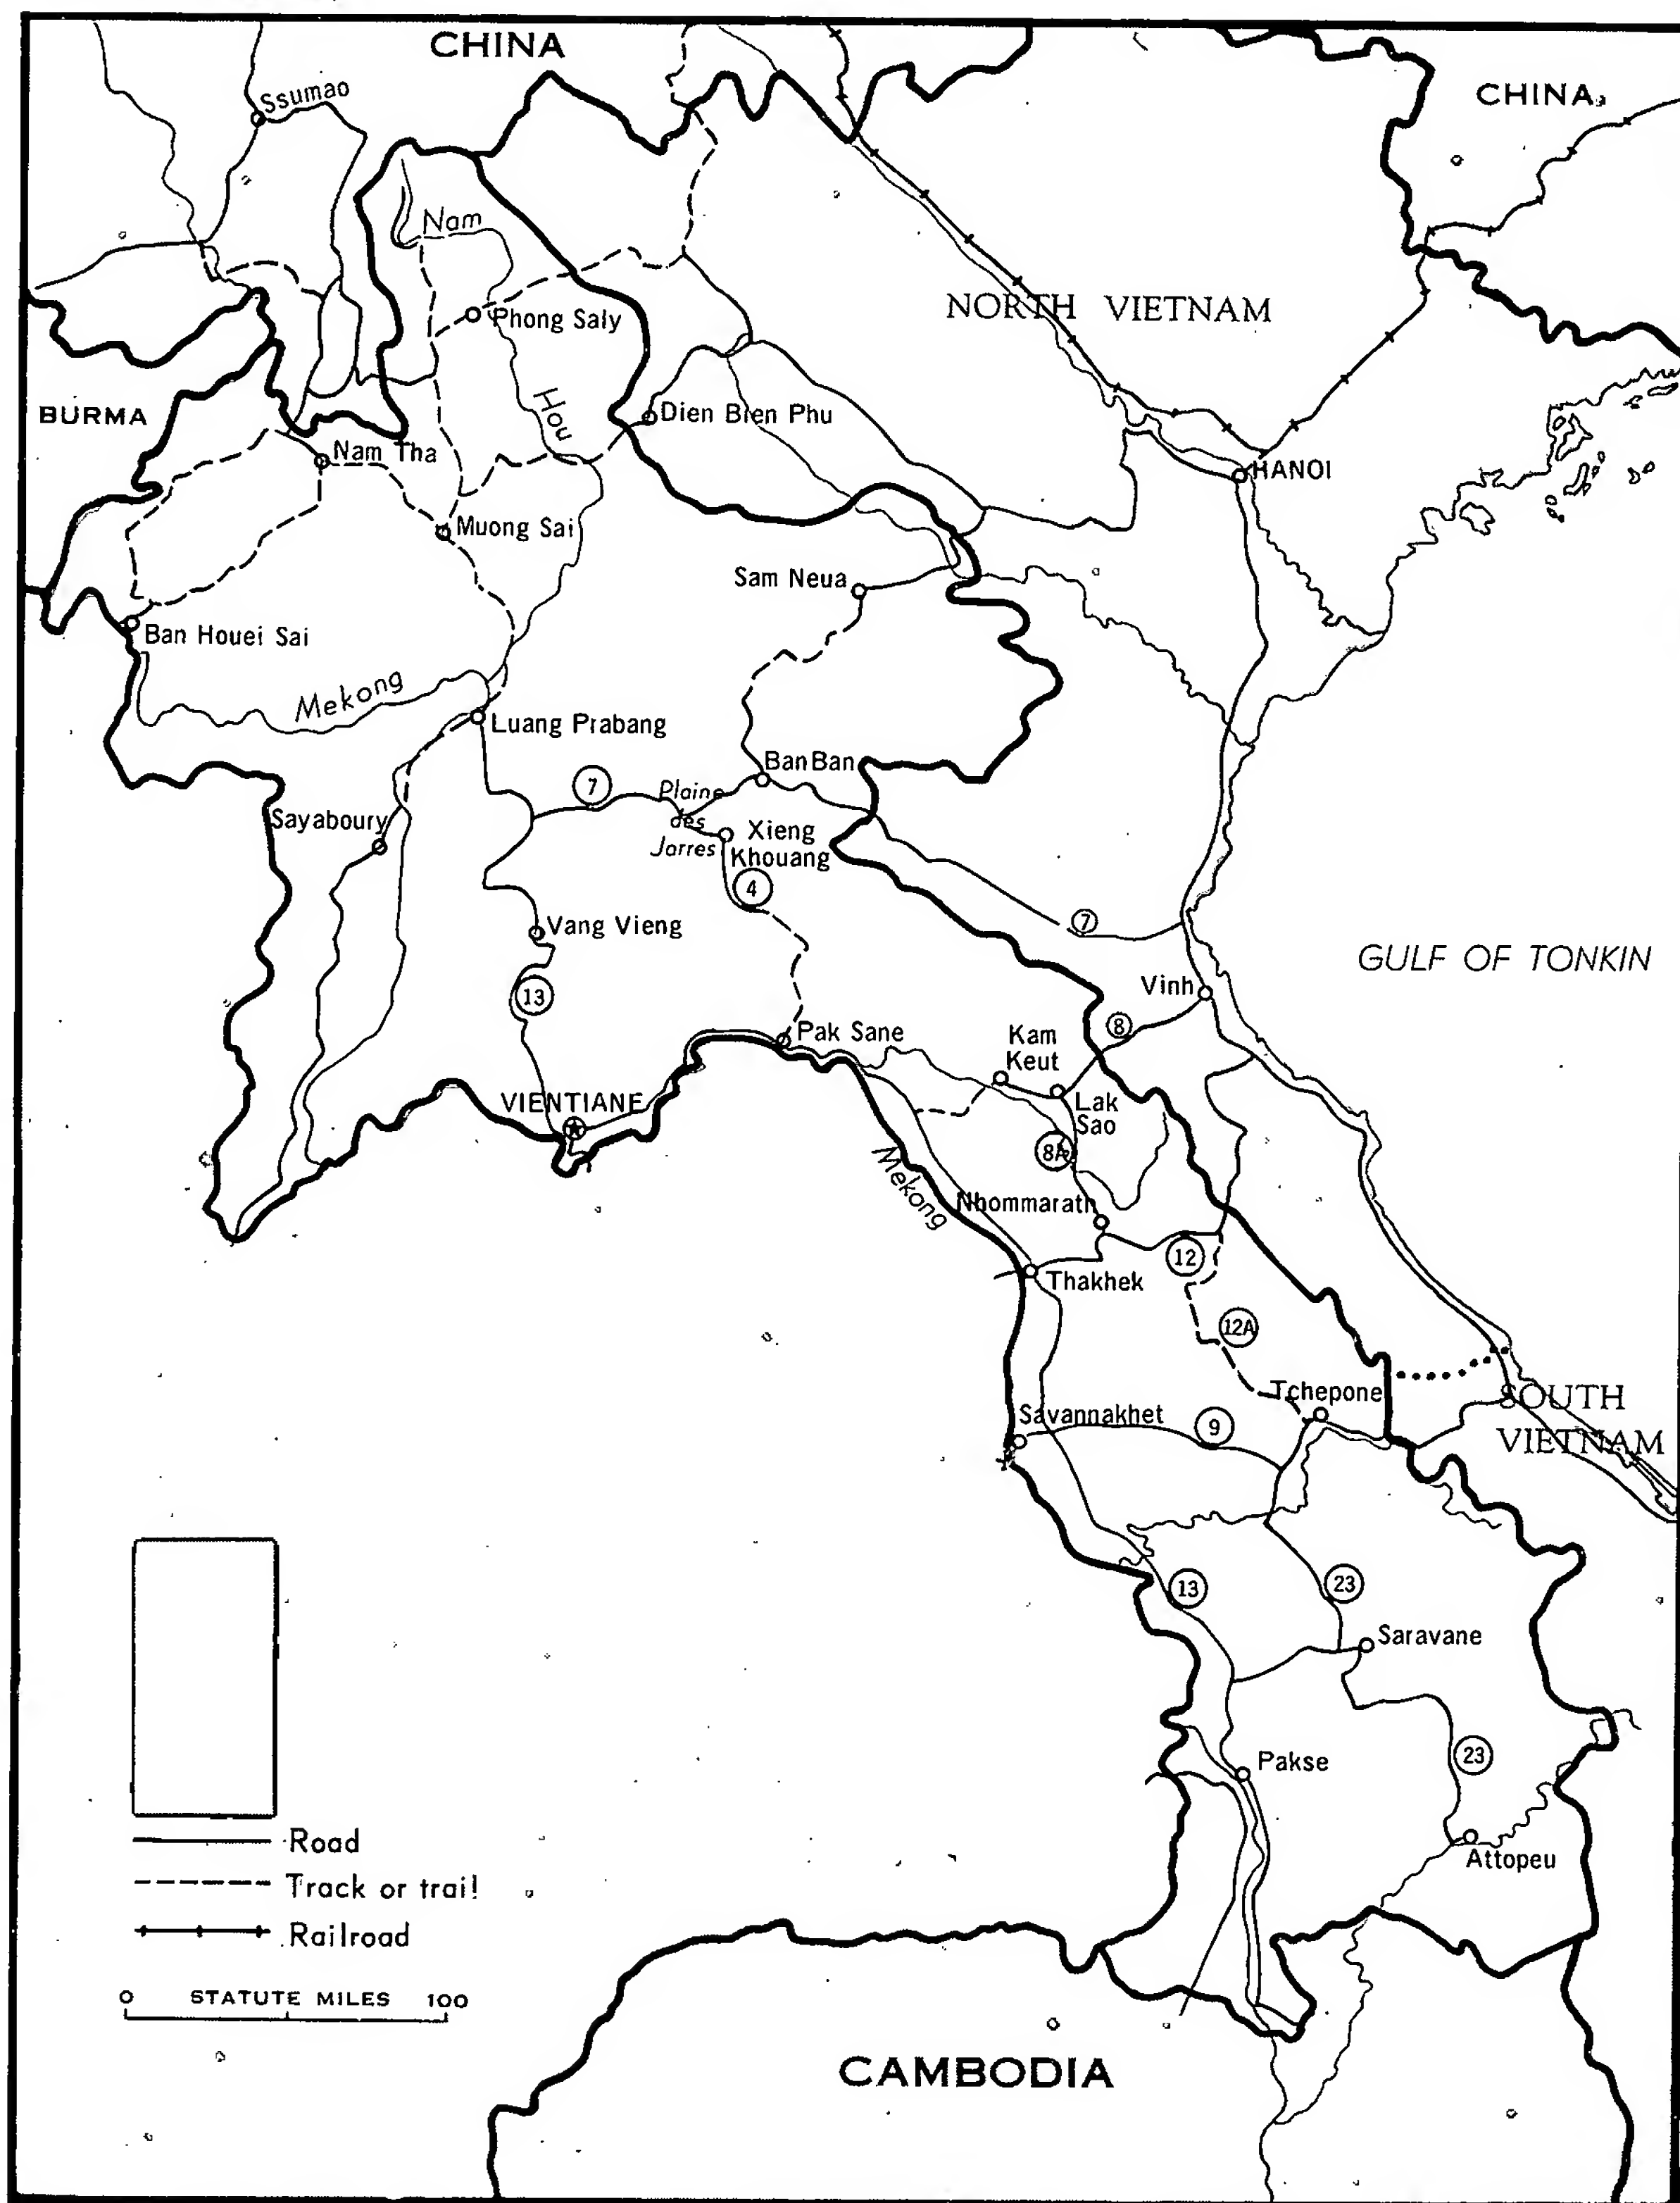 CHINA
Ssumao
CHINA
Nam
NORTH VIETNAM
Phong Saly
BURMA
Hou
Dien Bien Phu
Nam Tha
HANOI
Muong Sai
Sam Neua
Ban Houei Sai
Mekong
Luang Prabang
Ban Ban
7
Plaine
des
Jarres
Sayaboury
Xieng
Khouang
4
7
Vang Vieng
GULF OF TONKIN
13
Vinh
8
Pak Sane
Kam
Keut
VIENTIANE
Lak
Sao
8A
Mekong
Nhommarath
12
Thakhek
12A
Tchepone
SOUTH
VIETNAM
Savannakhet
9
13
23
Saravane
Pakse
23
Attopeu
Road
Track or trail
Railroad
0 STATUTE MILES 100
CAMBODIA